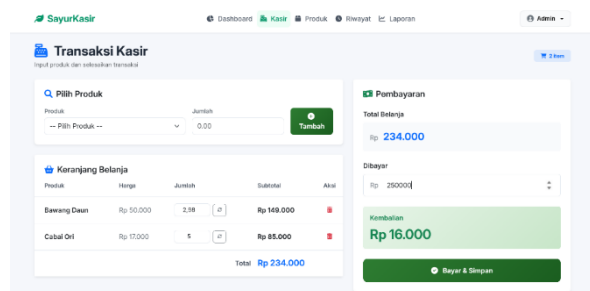 SayurKasir
Dashboard Kasir Produk Riwayat Laporan
Admin
Transaksi Kasir
Input produk dan selesaikan transaksi
2 item
Pilih Produk
Produk Jumlah
-- Pilih Produk -- 0.00 Tambah
Keranjang Belanja
Produk Harga Jumlah Subtotal Aksi
Bawang Daun Rp 50.000 2,98 Rp 149.000
Cabai Ori Rp 17.000 5 Rp 85.000
Total Rp 234.000
Pembayaran
Total Belanja
Rp 234.000
Dibayar
Rp 250000
Kembalian
Rp 16.000
Bayar & Simpan